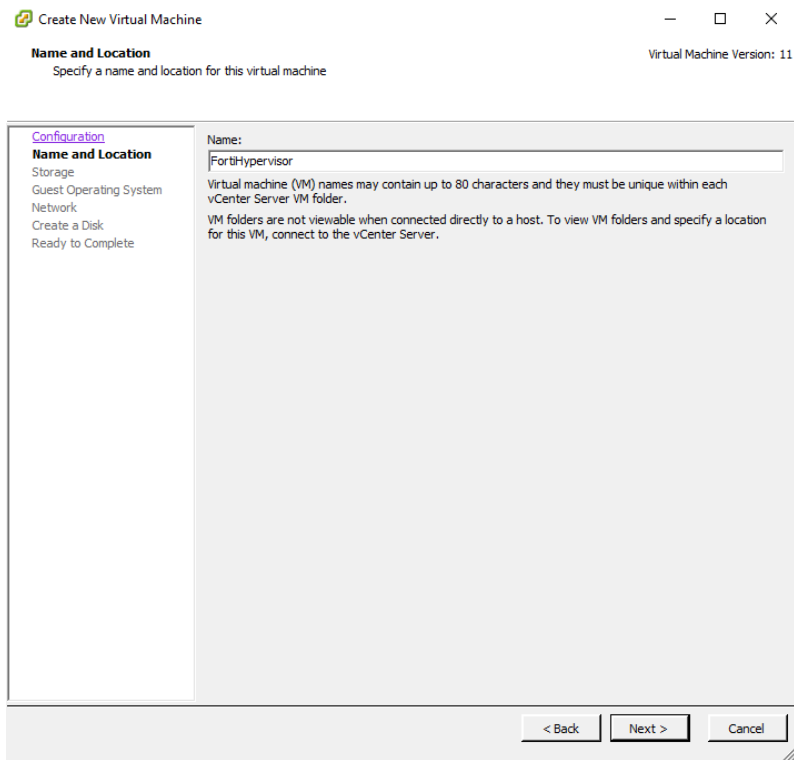 Create New Virtual Machine
Name and Location
Virtual Machine Version: 11
Specify a name and location for this virtual machine
Configuration
Name and Location
Storage
Guest Operating System
Network
Create a Disk
Ready to Complete
Name:
FortiHypervisor
Virtual machine (VM) names may contain up to 80 characters and they must be unique within each
vCenter Server VM folder.
VM folders are not viewable when connected directly to a host. To view VM folders and specify a location
for this VM, connect to the vCenter Server.
< Back
Next >
Cancel